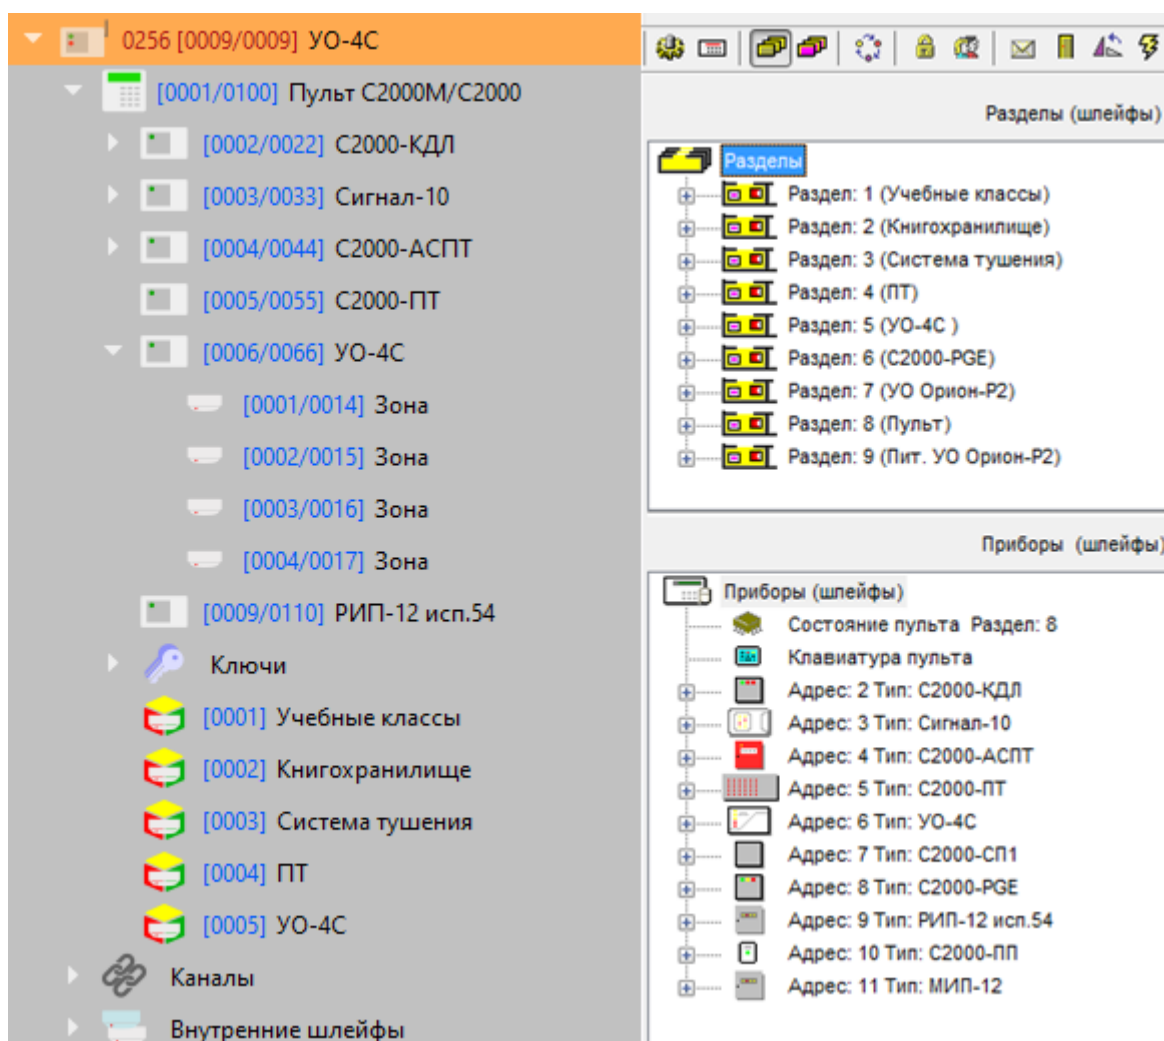 0256 [0009/0009] УО-4С
[0001/0100] Пульт С2000М/С2000
[0002/0022] С2000-КДЛ
[0003/0033] Сигнал-10
[0004/0044] С2000-АСПТ
[0005/0055] С2000-ПТ
[0006/0066] УО-4С
[0001/0014] Зона
[0002/0015] Зона
[0003/0016] Зона
[0004/0017] Зона
[0009/0110] РИП-12 исп.54
Ключи
[0001] Учебные классы
[0002] Книгохранилище
[0003] Система тушения
[0004] ПТ
[0005] УО-4С
Каналы
Внутренние шлейфы
Разделы (шлейфы)
Разделы
Раздел: 1 (Учебные классы)
Раздел: 2 (Книгохранилище)
Раздел: 3 (Система тушения)
Раздел: 4 (ПТ)
Раздел: 5 (УО-4С )
Раздел: 6 (С2000-PGE)
Раздел: 7 (УО Орион-Р2)
Раздел: 8 (Пульт)
Раздел: 9 (Пит. УО Орион-Р2)
Приборы (шлейфы)
Приборы (шлейфы)
Состояние пульта Раздел: 8
Клавиатура пульта
Адрес: 2 Тип: С2000-КДЛ
Адрес: 3 Тип: Сигнал-10
Адрес: 4 Тип: С2000-АСПТ
Адрес: 5 Тип: С2000-ПТ
Адрес: 6 Тип: УО-4С
Адрес: 7 Тип: С2000-СП1
Адрес: 8 Тип: С2000-PGE
Адрес: 9 Тип: РИП-12 исп.54
Адрес: 10 Тип: С2000-ПП
Адрес: 11 Тип: МИП-12